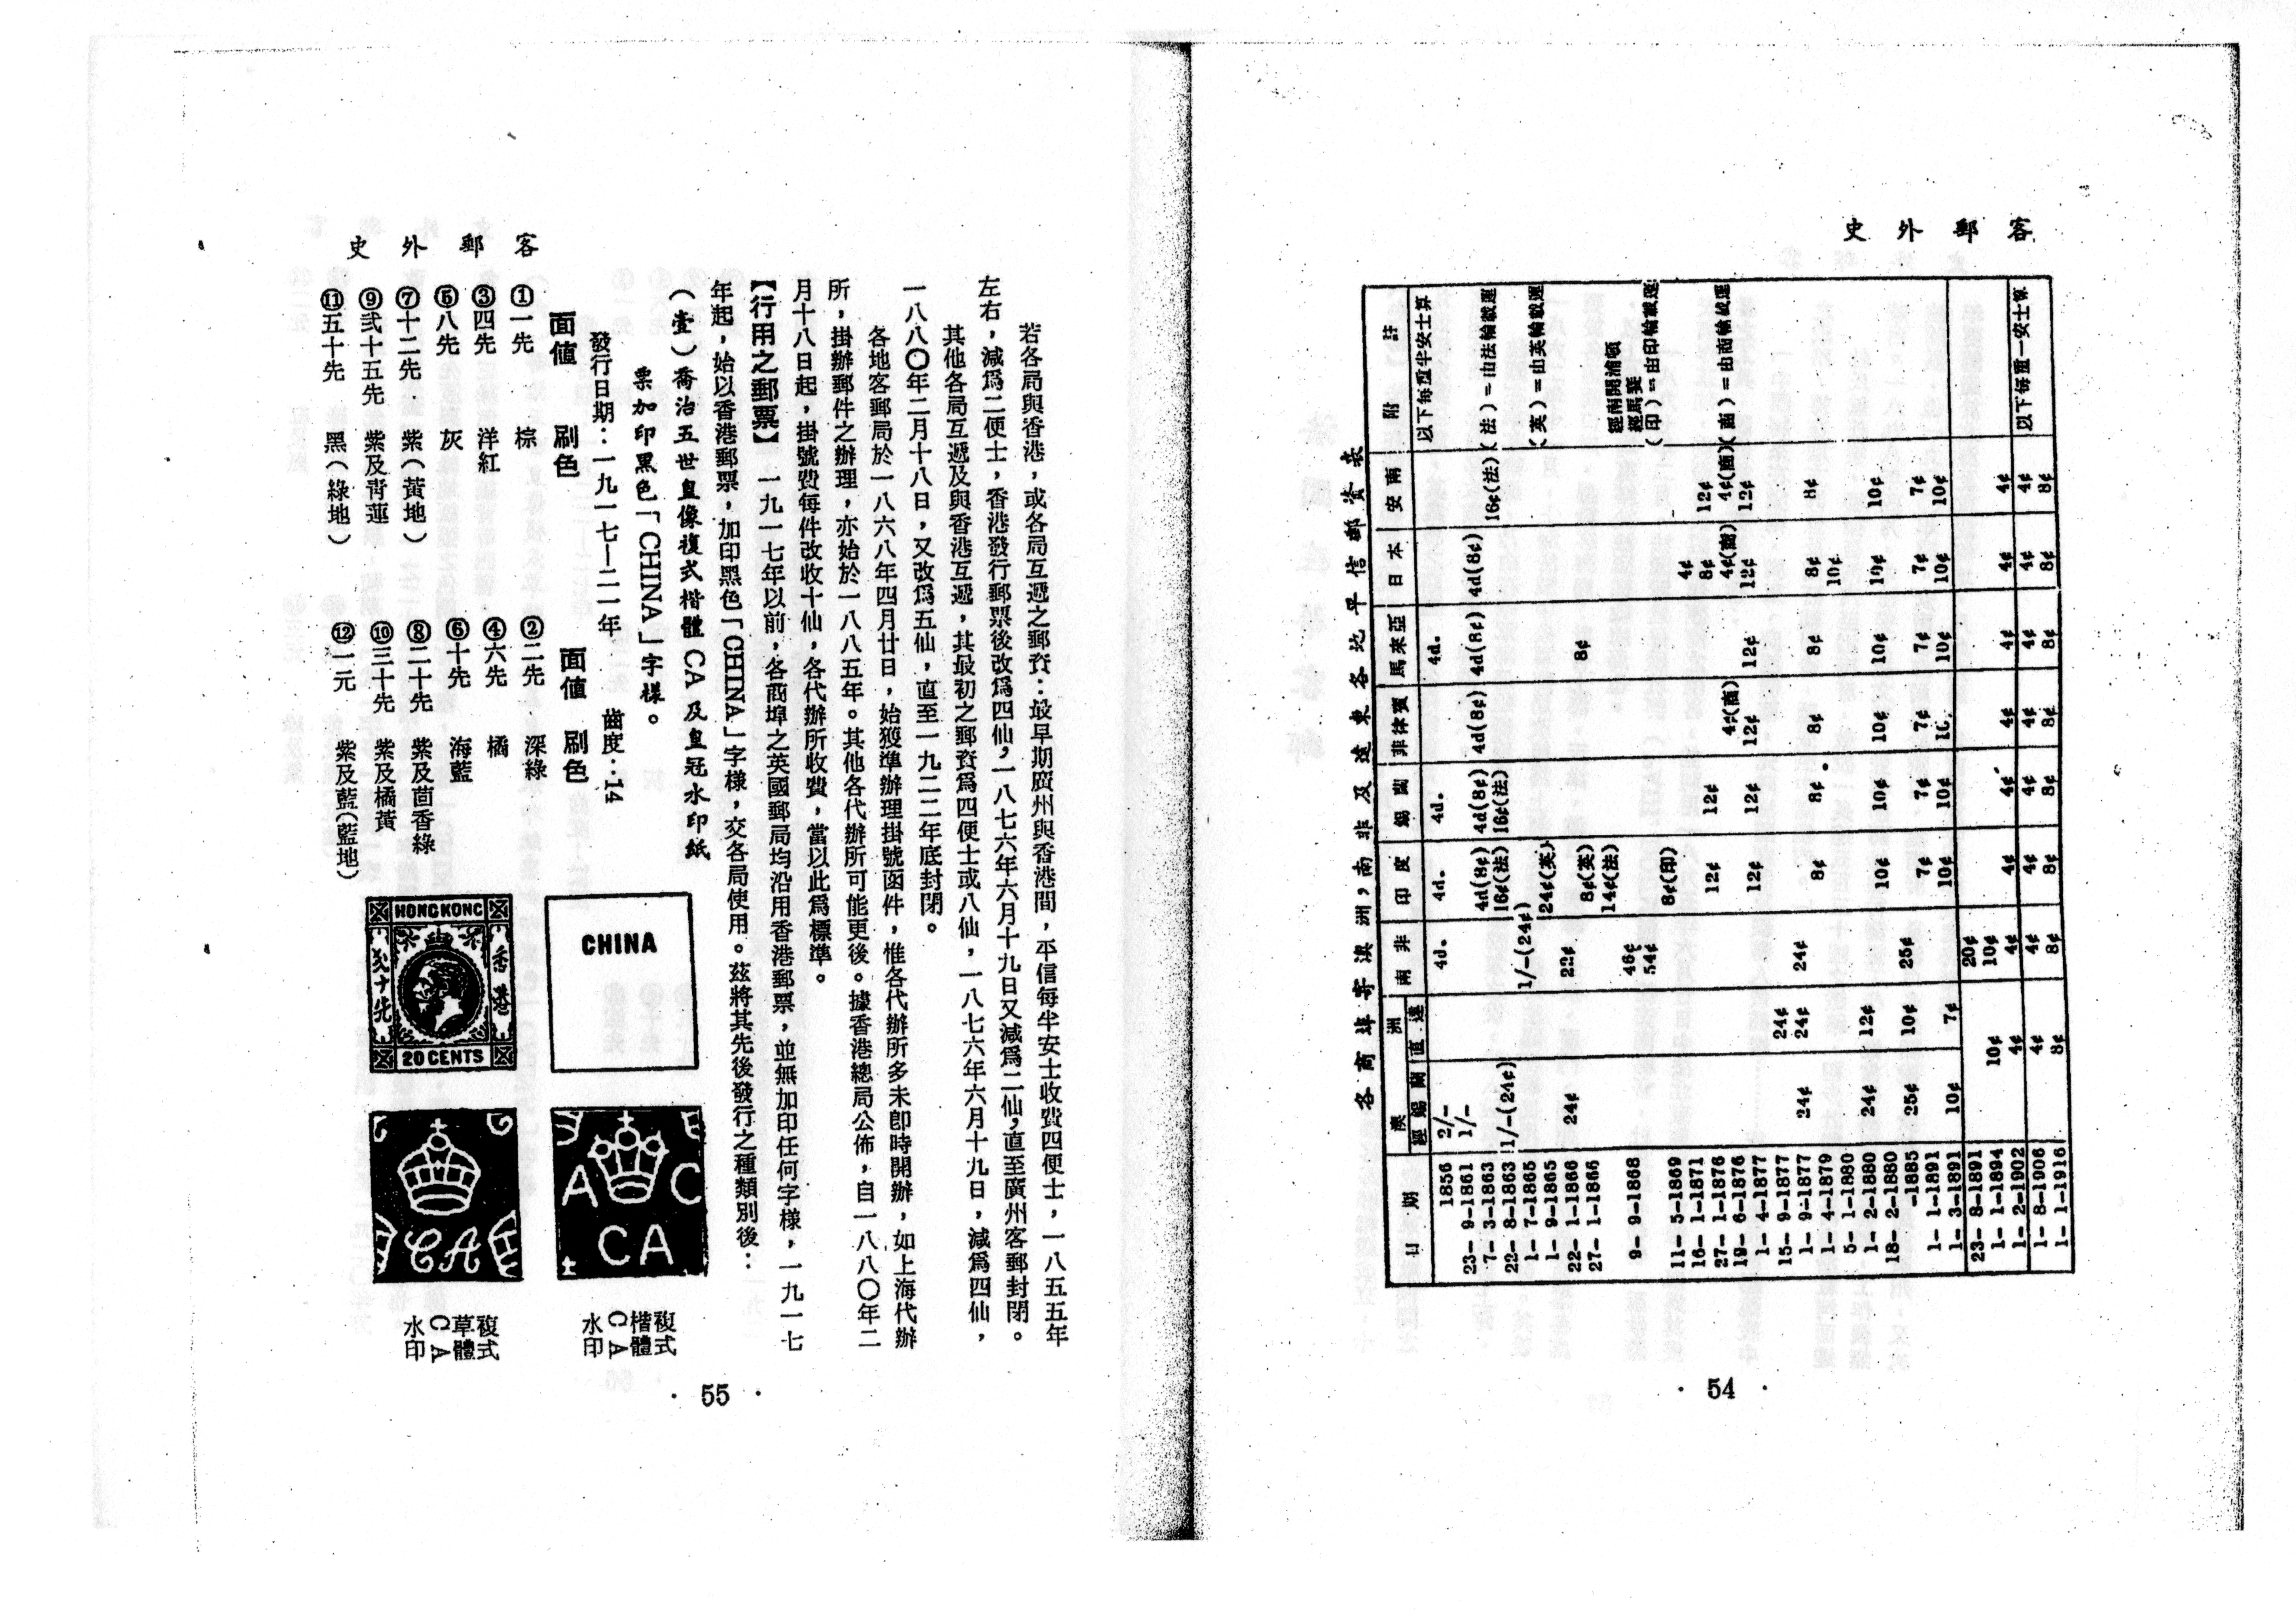 客郵外史
各商埠寄澳洲，南非及遠東各地平信郵資表
日期 澳洲 南非 印度 錫蘭 菲律賓 馬來亞 日本 安南 附註
經錫蘭 直達
1856 2/- 4d. 4d. 4d. 4d. 以下每重半安士算
23- 9-1861 1/-
7- 3-1863 4d(8¢) 4d(8¢) 4d(8¢) 4d(8¢) 4d(8¢) 16¢(法) (法)=由法輪載運
22- 8-1863 1/-(24¢) 16¢(法) 16¢(法)
1- 7-1865 1/-(24¢)
1- 9-1865 24¢(英) (英)=由英輪載運
22- 1-1866 24¢
27- 1-1866 8¢(英) 8¢
14¢(法) 經南開浦頓
9- 9-1868 46¢ 經馬賽
54¢ (印)=由印輪載運
11- 5-1869 8¢(印) 4¢
16- 1-1871 12¢ 12¢ 8¢ 12¢
27- 1-1876 4¢(商) 4¢(商) 4¢(商) (商)=由商輪載運
19- 6-1876 12¢ 12¢ 12¢ 12¢ 12¢ 12¢
1- 4-1877
15- 9-1877 24¢
1- 9-1877 24¢ 24¢ 24¢
1- 4-1879 8¢ 8¢ 8¢ 8¢ 8¢ 8¢
5- 1-1880 10¢
1- 2-1880 24¢ 12¢
18- 2-1880 10¢ 10¢ 10¢ 10¢ 10¢ 10¢
-1885 25¢ 10¢ 25¢
1- 1-1891 7¢ 7¢ 7¢ 7¢ 7¢ 7¢
1- 3-1891 10¢ 7¢ 10¢ 10¢ 10¢ 10¢ 10¢
23- 8-1891 20¢
1- 1-1894 10¢ 10¢
1- 2-1902 4¢ 4¢ 4¢ 4¢ 4¢ 4¢ 4¢ 4¢
1- 8-1906 4¢ 4¢ 4¢ 4¢ 4¢ 4¢ 4¢ 4¢ 以下每重一安士算
1- 1-1916 8¢ 8¢ 8¢ 8¢ 8¢ 8¢ 8¢ 8¢
· 54 ·
若各局與香港，或各局互遞之郵資：最早期廣州與香港間，平信每半安士收費四便士，一八五五年
左右，減爲二便士，香港發行郵票後改爲四仙，一八七六年六月十九日又減爲二仙，直至廣州客郵封閉。
其他各局互遞及與香港互遞，其最初之郵資爲四便士或八仙，一八七六年六月十九日，減爲四仙，
一八八〇年二月十八日，又改爲五仙，直至一九二二年底封閉。
各地客郵局於一八六八年四月廿日，始獲準辦理掛號函件，惟各代辦所多未卽時開辦，如上海代辦
所，掛辦郵件之辦理，亦始於一八八五年。其他各代辦所可能更後。據香港總局公佈，自一八八〇年二
月十八日起，掛號費每件改收十仙，各代辦所收費，當以此爲標準。
【行用之郵票】一九一七年以前，各商埠之英國郵局均沿用香港郵票，並無加印任何字樣，一九一七
年起，始以香港郵票，加印黑色「CHINA」字樣，交各局使用。茲將其先後發行之種類別後：
（壹）喬治五世皇像複式楷體 CA 及皇冠水印紙
票加印黑色「CHINA」字樣。
發行日期：一九一七—二一年 齒度：14
面值 刷色 面值 刷色
①一先 棕 ②二先 深綠
③四先 洋紅 ④六先 橘
⑤八先 灰 ⑥十先 海藍
⑦十二先 紫（黃地） ⑧二十先 紫及茴香綠
⑨弍十五先 紫及青蓮 ⑩三十先 紫及橘黃
⑪五十先 黑（綠地） ⑫一元 紫及藍（藍地）
客郵外史
CHINA
HONG KONG
香港
20 CENTS
A C
CA
CA
複式
楷體
CA
水印
複式
草體
CA
水印
· 55 ·